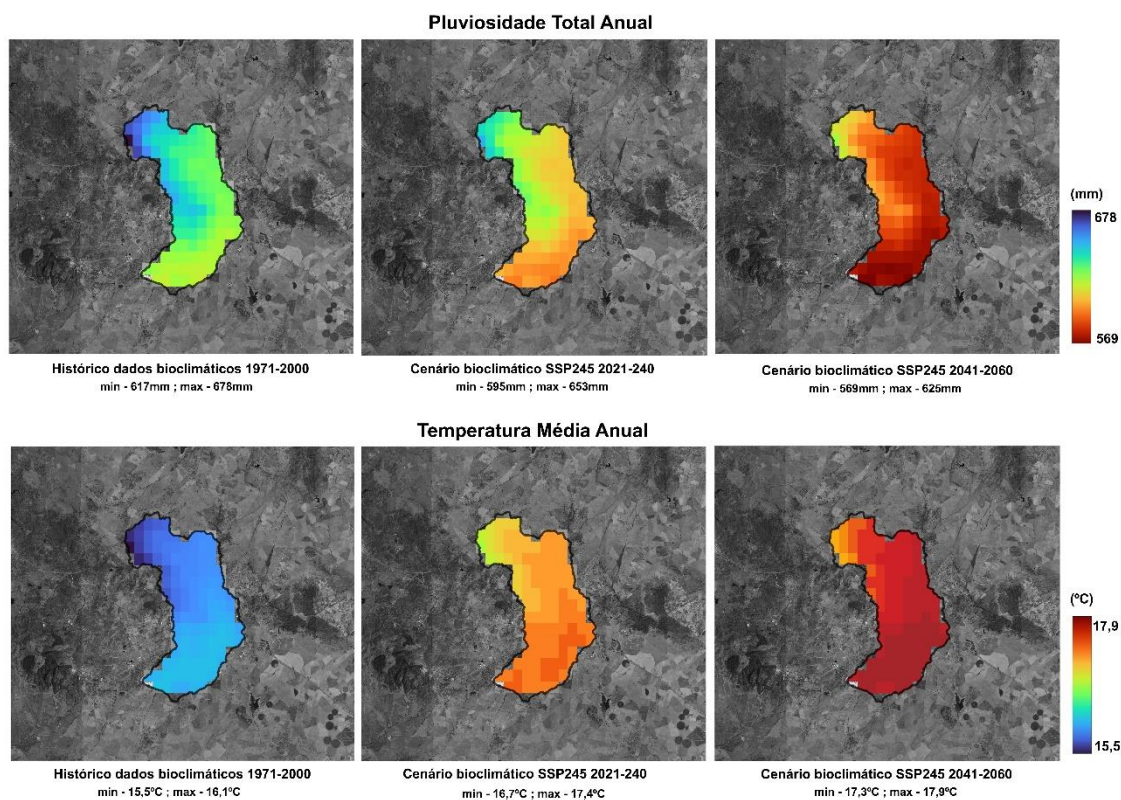 Pluviosidade Total Anual
(mm)
678
569
Histórico dados bioclimáticos 1971-2000
min - 617mm ; max - 678mm
Cenário bioclimático SSP245 2021-240
min - 595mm ; max - 653mm
Cenário bioclimático SSP245 2041-2060
min - 569mm ; max - 625mm
Temperatura Média Anual
(ºC)
17,9
15,5
Histórico dados bioclimáticos 1971-2000
min - 15,5ºC ; max - 16,1ºC
Cenário bioclimático SSP245 2021-240
min - 16,7ºC ; max - 17,4ºC
Cenário bioclimático SSP245 2041-2060
min - 17,3ºC ; max - 17,9ºC